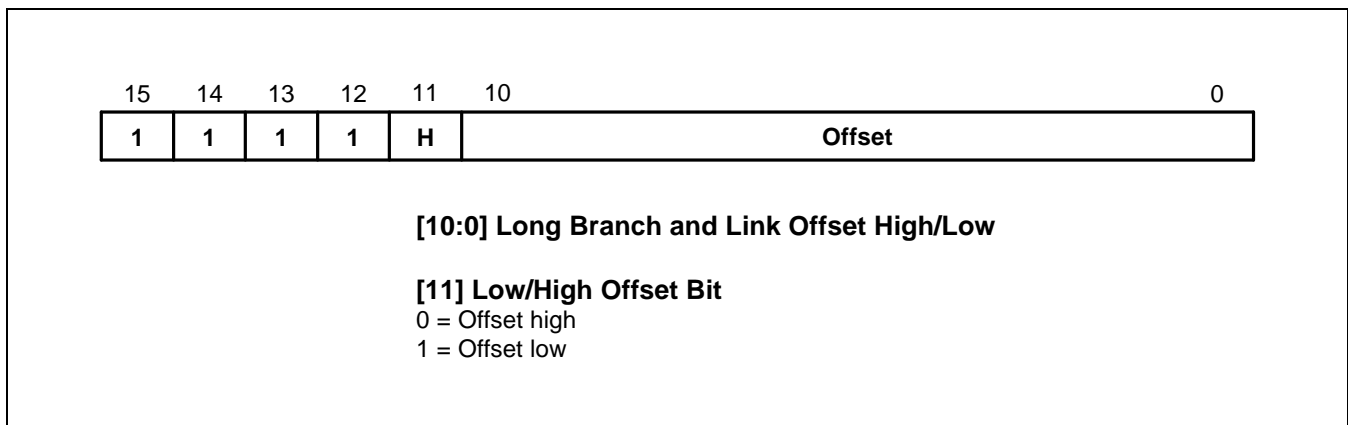 15 14 13 12 11 10 0
1 1 1 1 H Offset
[10:0] Long Branch and Link Offset High/Low
[11] Low/High Offset Bit
0 = Offset high
1 = Offset low